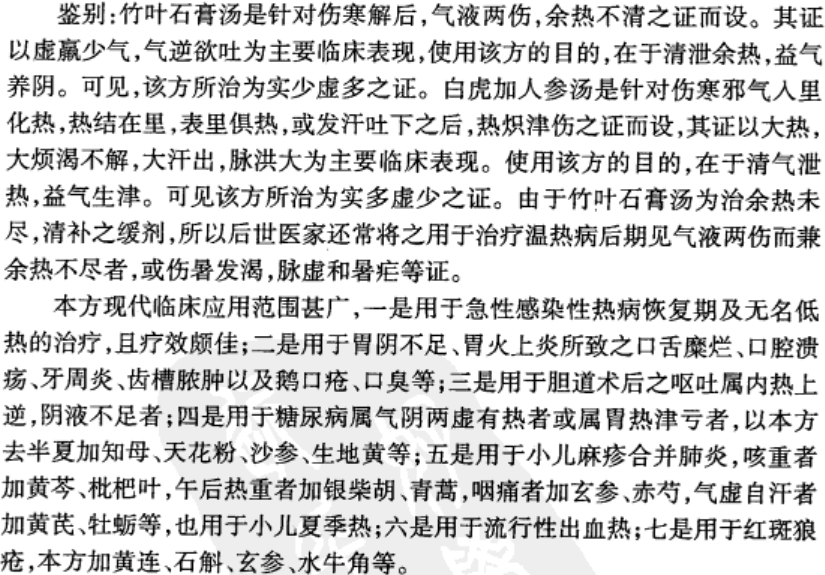 鉴别:竹叶石膏汤是针对伤寒解后,气液两伤,余热不清之证而设。其证
以虚羸少气,气逆欲吐为主要临床表现,使用该方的目的,在于清泄余热,益气
养阴。可见,该方所治为实少虚多之证。白虎加人参汤是针对伤寒邪气入里
化热,热结在里,表里俱热,或发汗吐下之后,热炽津伤之证而设,其证以大热,
大烦渴不解,大汗出,脉洪大为主要临床表现。使用该方的目的,在于清气泄
热,益气生津。可见该方所治为实多虚少之证。由于竹叶石膏汤为治余热未
尽,清补之缓剂,所以后世医家还常将之用于治疗温热病后期见气液两伤而兼
余热不尽者,或伤暑发渴,脉虚和暑疟等证。
本方现代临床应用范围甚广,一是用于急性感染性热病恢复期及无名低
热的治疗,且疗效颇佳;二是用于胃阴不足、胃火上炎所致之口舌糜烂、口腔溃
疡、牙周炎、齿槽脓肿以及鹅口疮、口臭等;三是用于胆道术后之呕吐属内热上
逆,阴液不足者;四是用于糖尿病属气阴两虚有热者或属胃热津亏者,以本方
去半夏加知母、天花粉、沙参、生地黄等;五是用于小儿麻疹合并肺炎,咳重者
加黄芩、枇杷叶,午后热重者加银柴胡、青蒿,咽痛者加玄参、赤芍,气虚自汗者
加黄芪、牡蛎等,也用于小儿夏季热;六是用于流行性出血热;七是用于红斑狼
疮,本方加黄连、石斛、玄参、水牛角等。